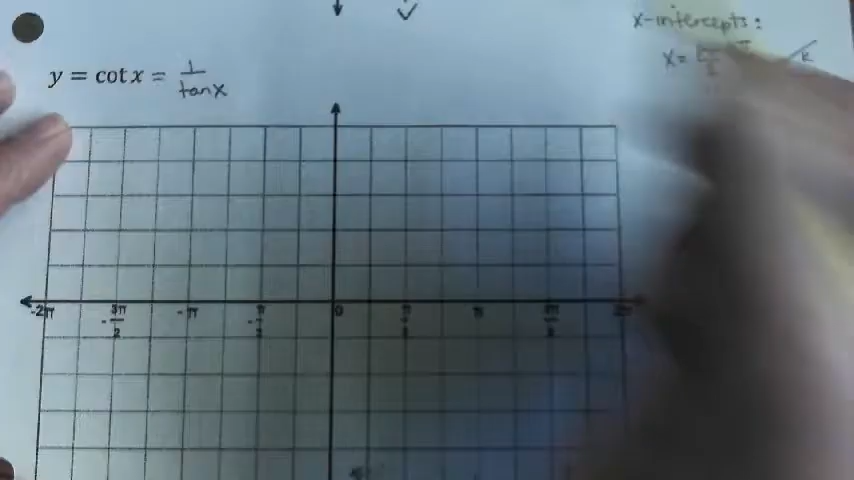 x-intercepts:
x=
y = cot x = 1/tanx
-2π -3π/2 -π -π/2 0 π/2 π 3π/2 2π